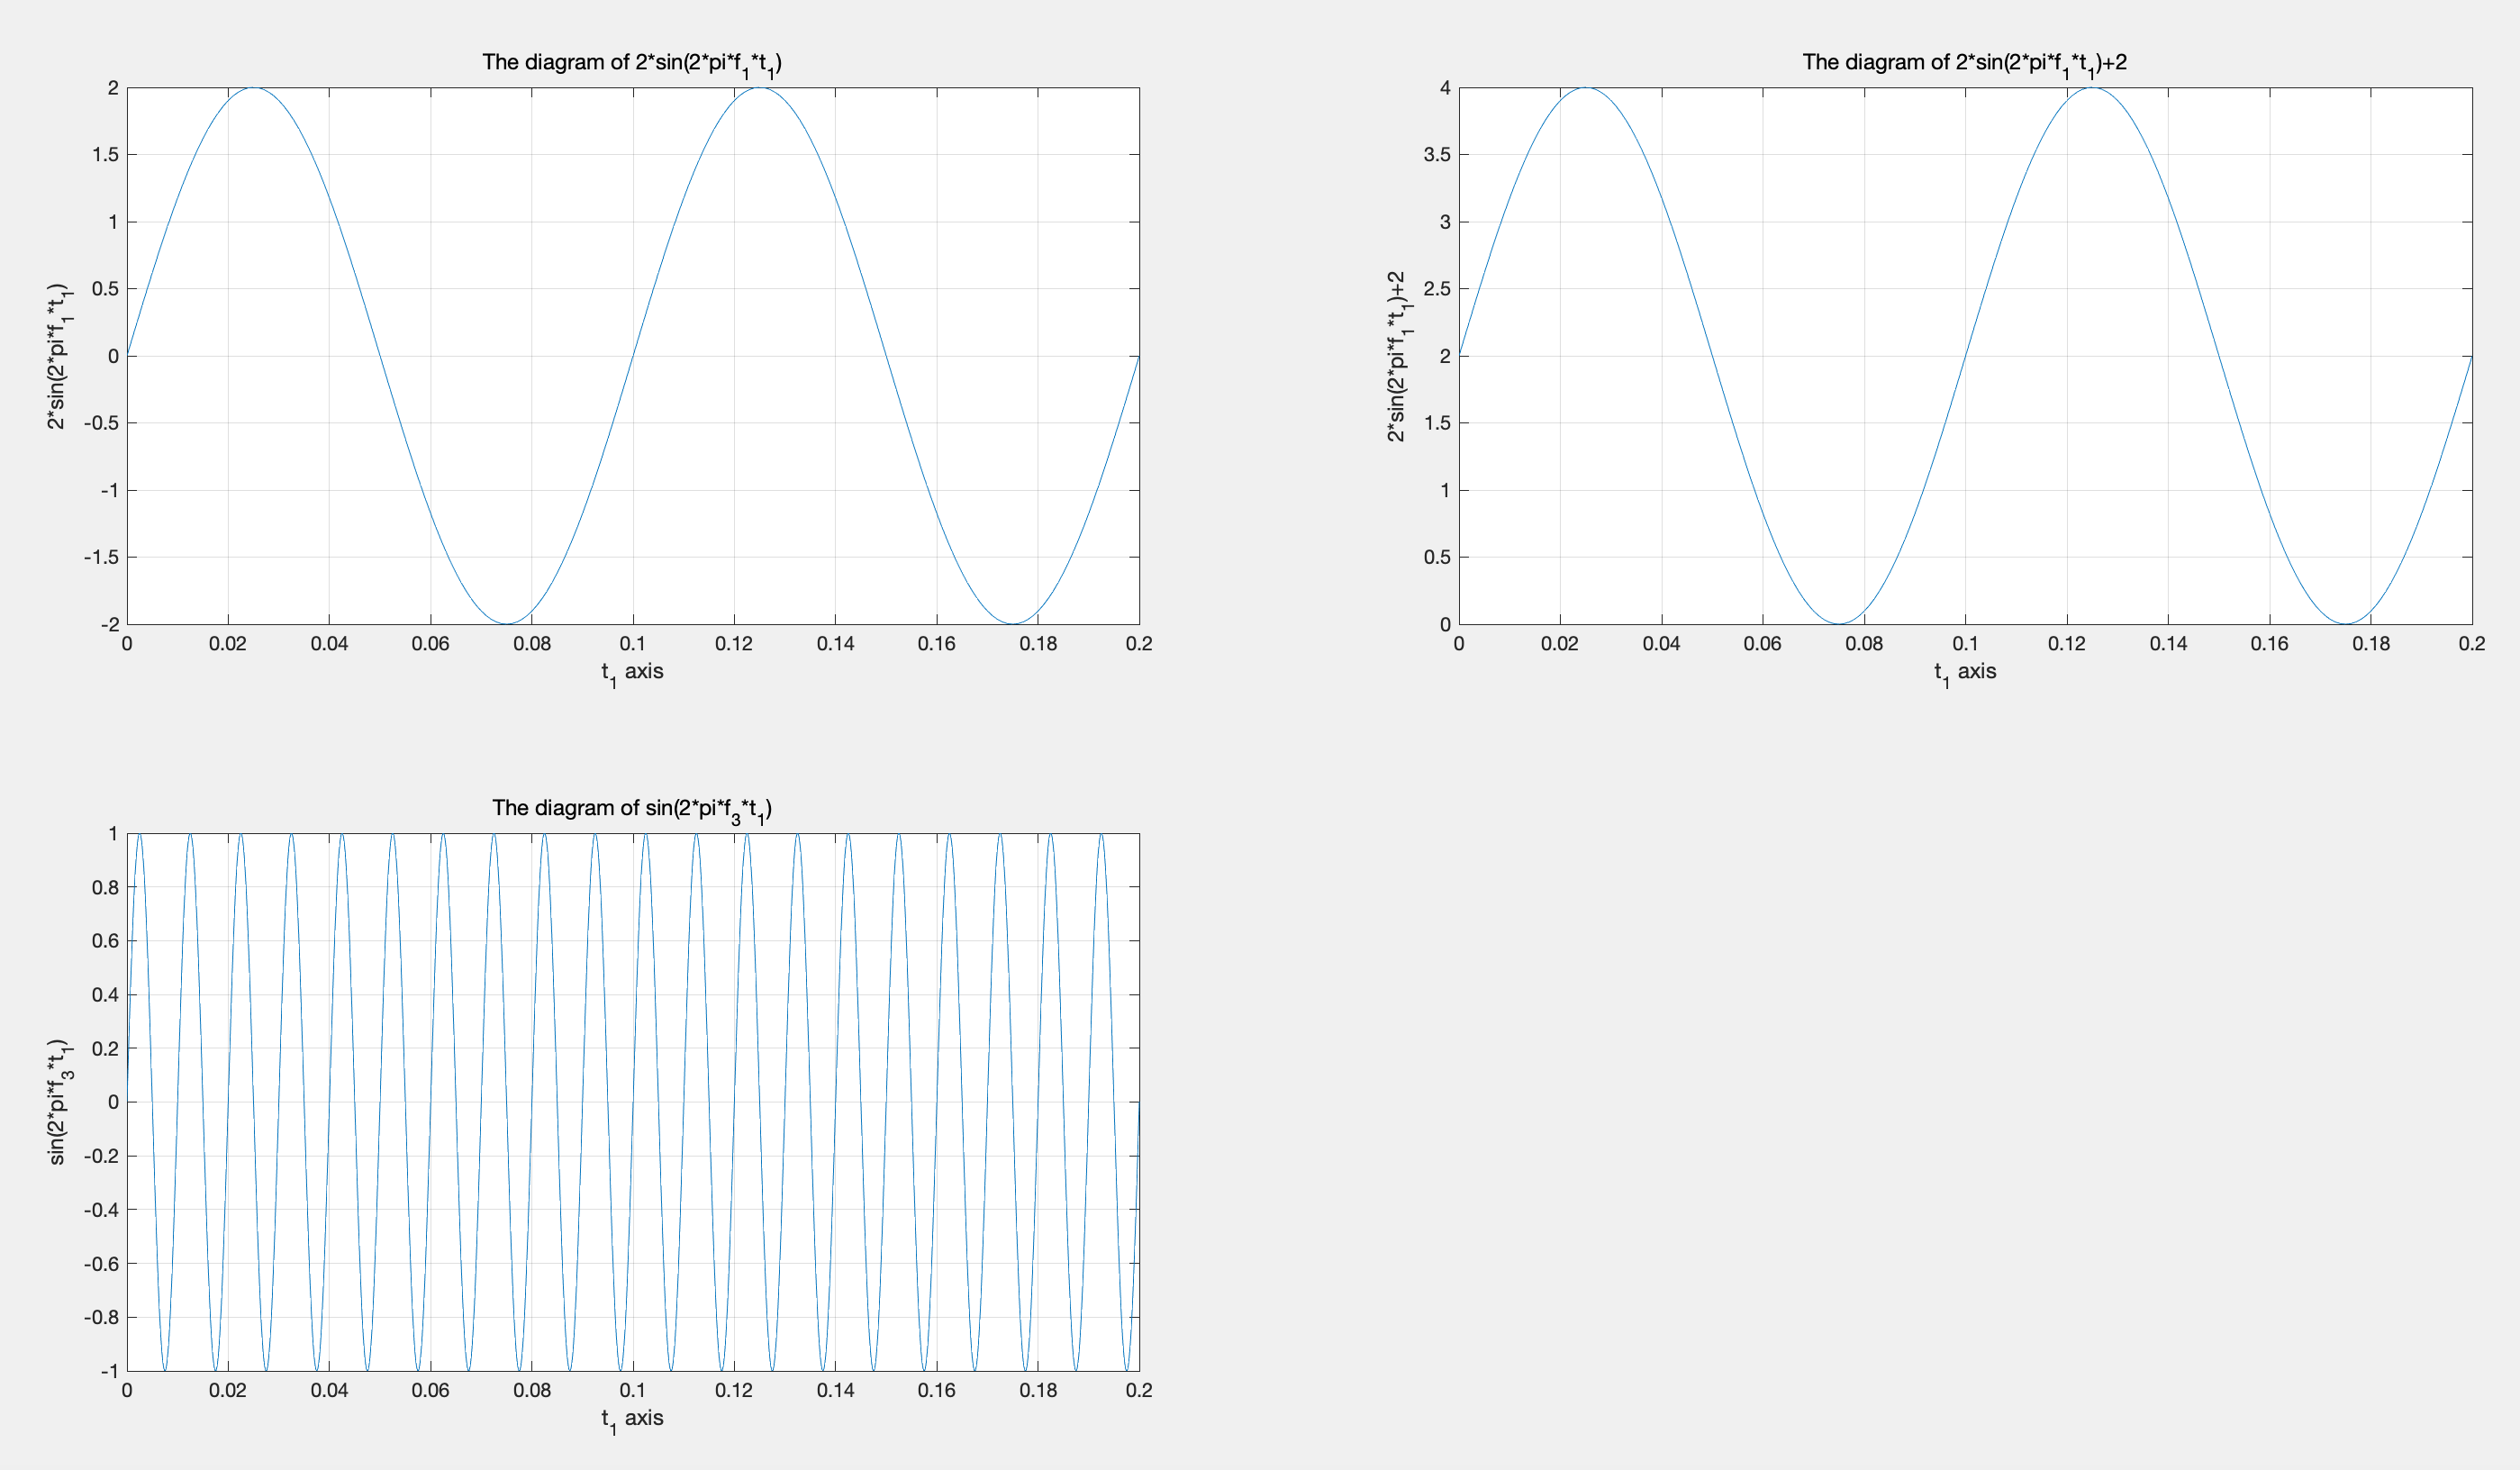 The diagram of 2*sin(2*pi*f₁*t₁)
2*sin(2*pi*f₁*t₁)
2
1.5
1
0.5
0
-0.5
-1
-1.5
-2
0 0.02 0.04 0.06 0.08 0.1 0.12 0.14 0.16 0.18 0.2
t₁ axis
The diagram of 2*sin(2*pi*f₁*t₁)+2
2*sin(2*pi*f₁*t₁)+2
4
3.5
3
2.5
2
1.5
1
0.5
0
0 0.02 0.04 0.06 0.08 0.1 0.12 0.14 0.16 0.18 0.2
t₁ axis
The diagram of sin(2*pi*f₃*t₁)
sin(2*pi*f₃*t₁)
1
0.8
0.6
0.4
0.2
0
-0.2
-0.4
-0.6
-0.8
-1
0 0.02 0.04 0.06 0.08 0.1 0.12 0.14 0.16 0.18 0.2
t₁ axis